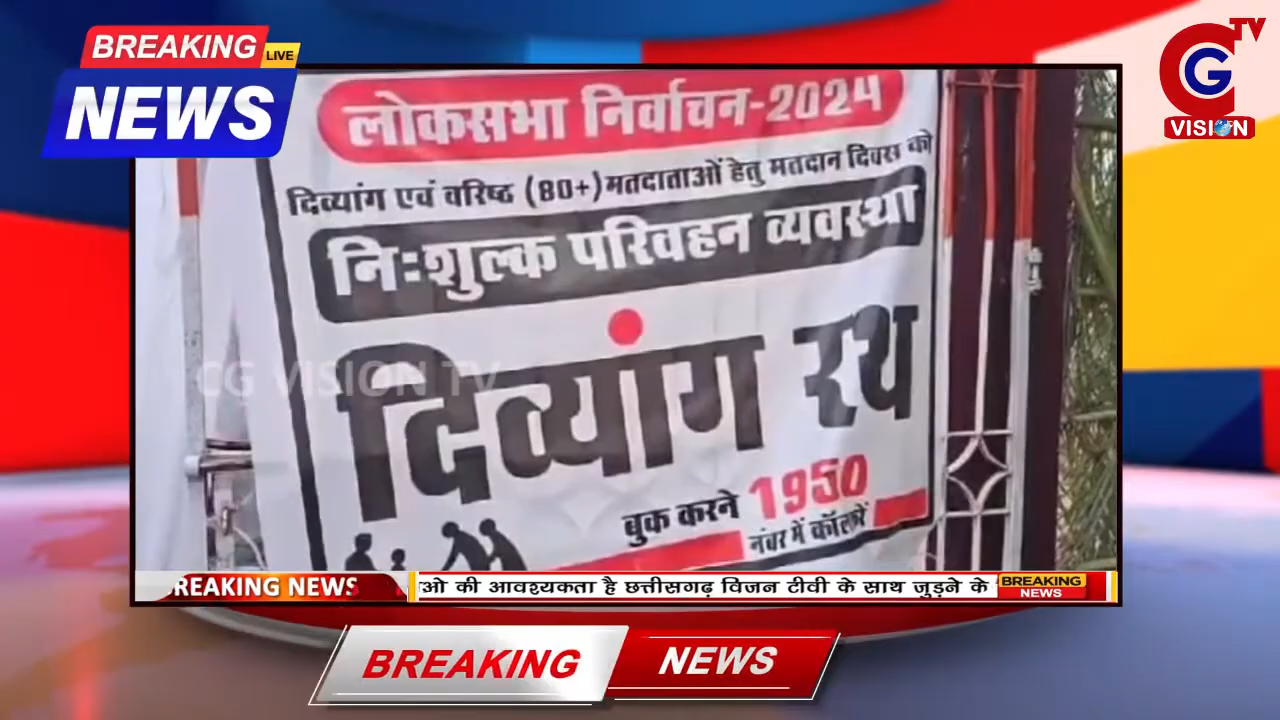 BREAKING
LIVE
NEWS
CG TV
VISION
लोकसभा निर्वाचन-2024
दिव्यांग एवं वरिष्ठ (80+)मतदाताओं हेतु मतदान दिवस को
निःशुल्क परिवहन व्यवस्था
दिव्यांग रथ
CG VISION TV
बुक करने 1950
नंबर में कॉल करें
READING NEWS
ओ की आवश्यकता है छत्तीसगढ़ विजन टीवी के साथ जुड़ने के
BREAKING
NEWS
BREAKING NEWS